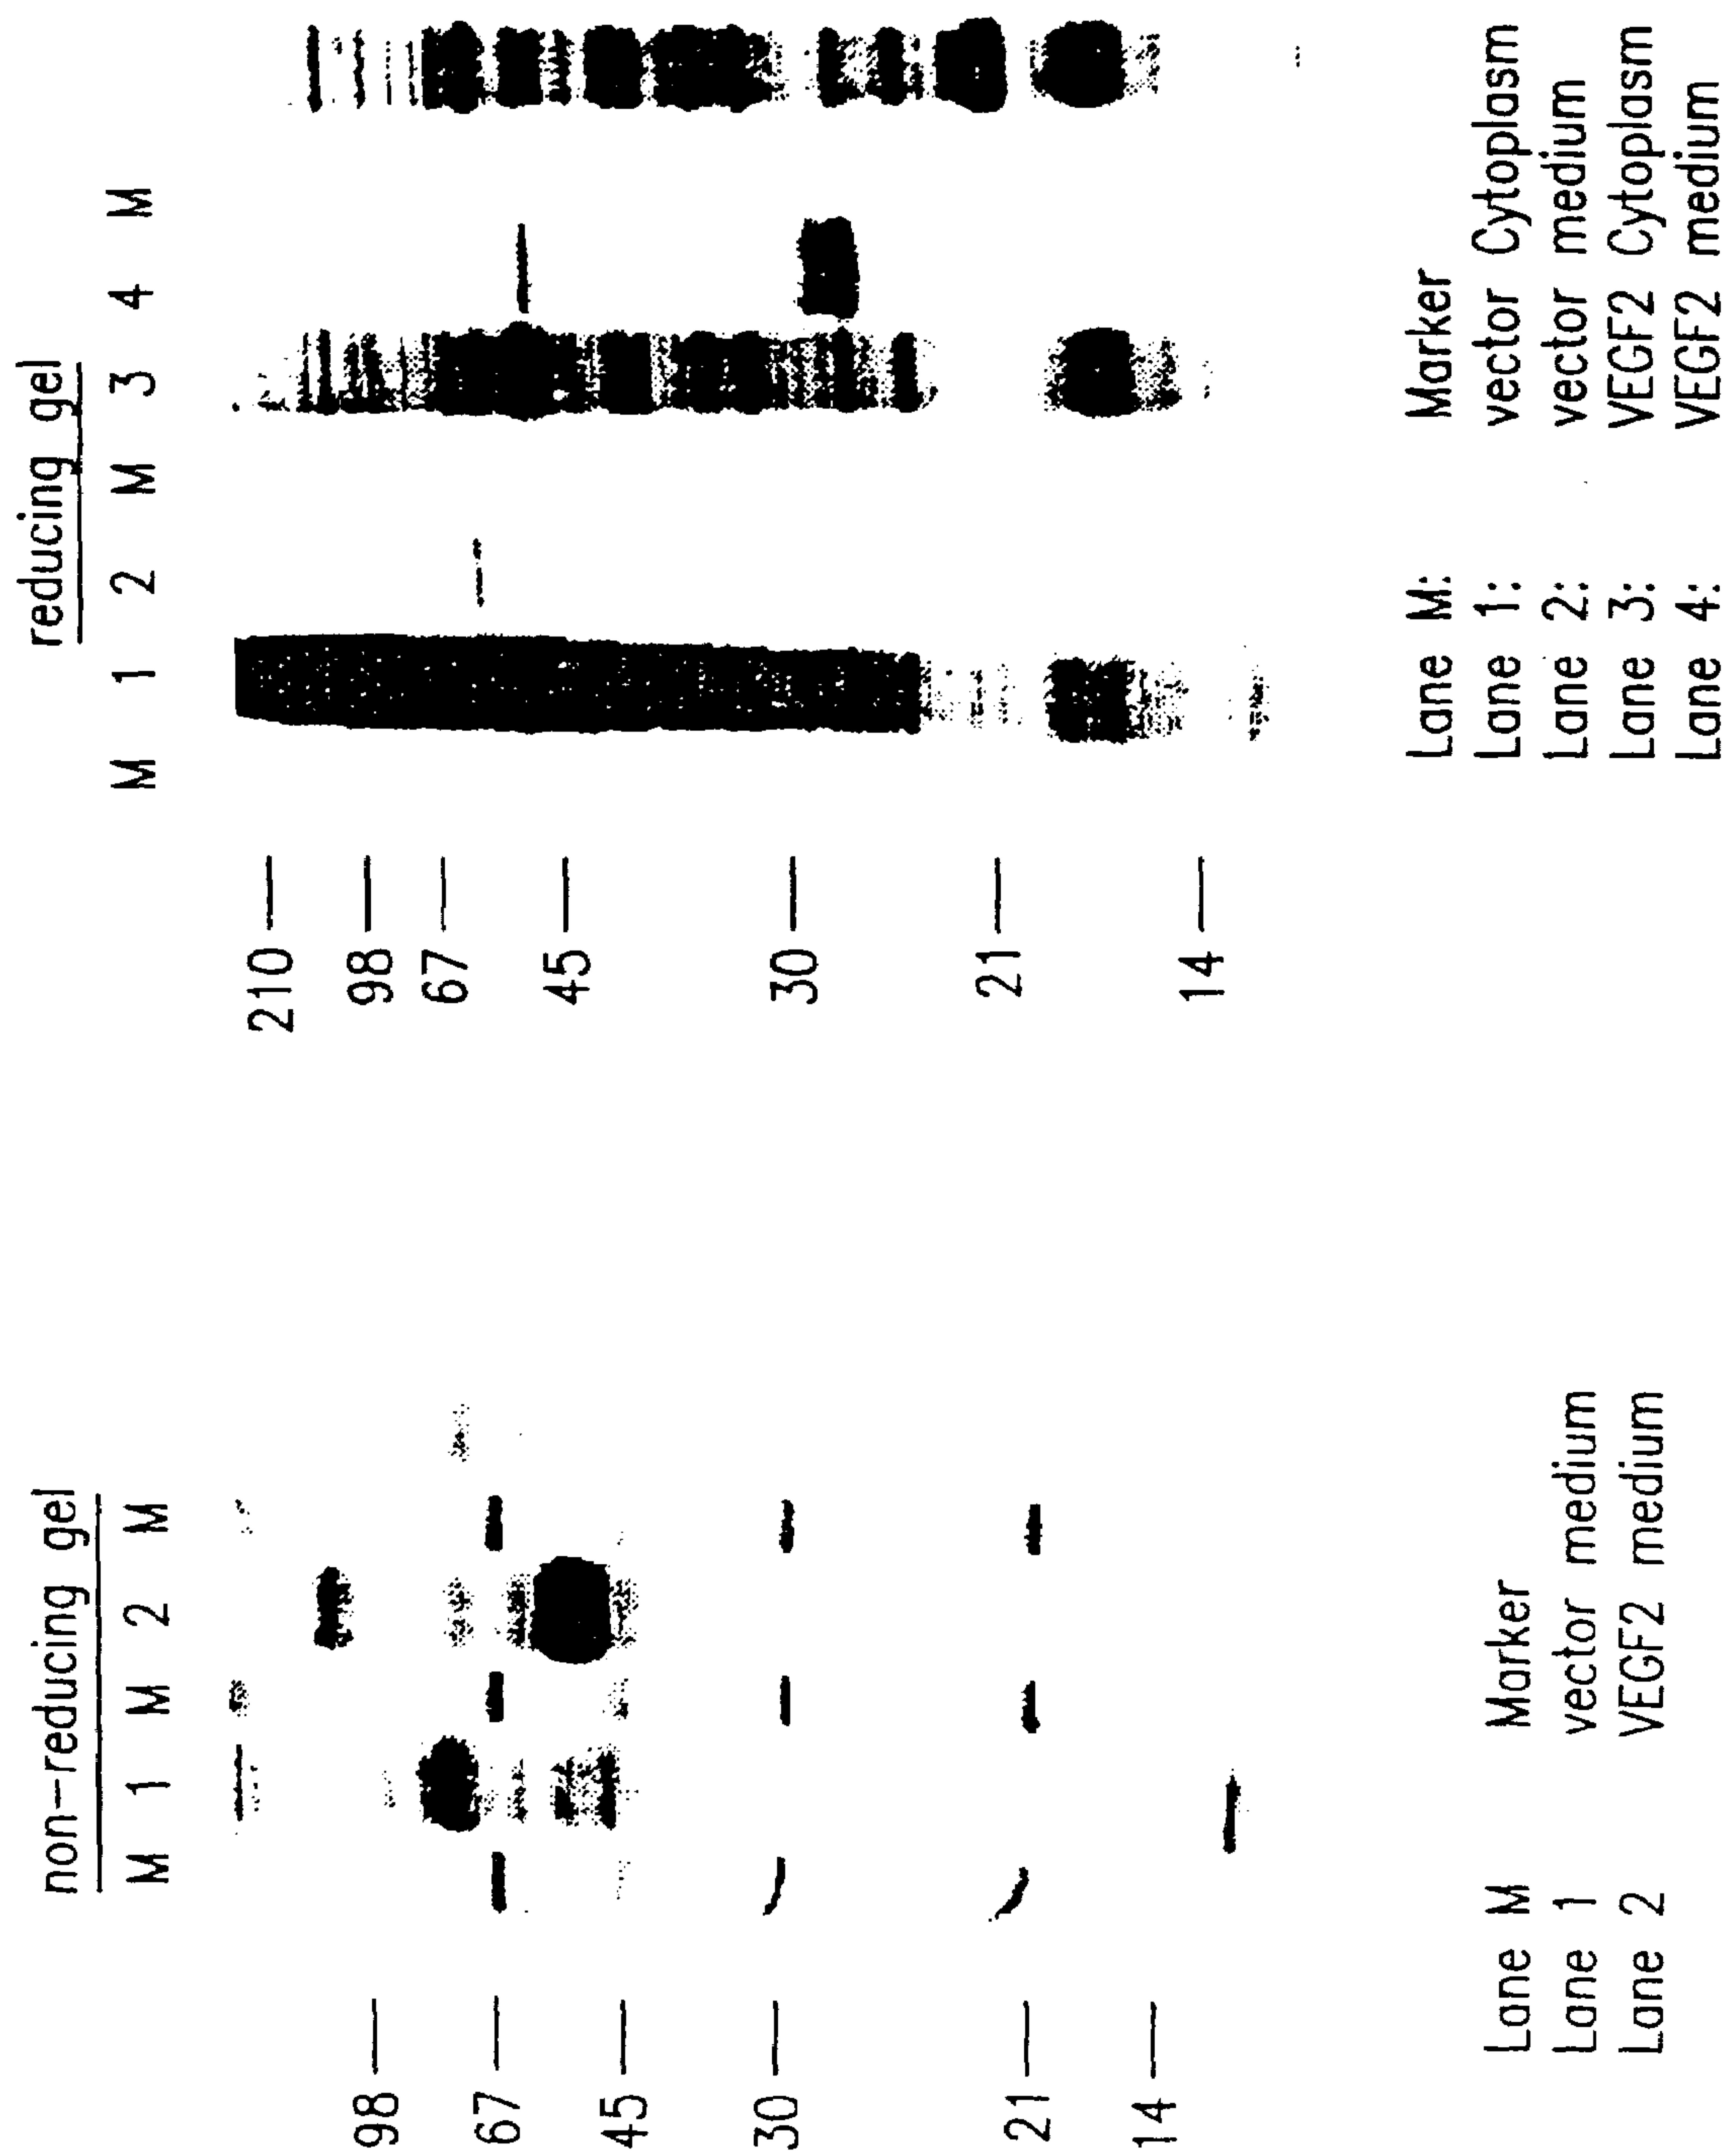 non-reducing gel
M 1 M 2 M
98
67
45
30
21
14
Lane M Marker
Lane 1 vector medium
Lane 2 VEGF2 medium
reducing gel
M 1 2 M 3 4 M
210
98
67
45
30
21
14
Lane M: Marker
Lane 1: vector Cytoplasm
Lane 2: vector medium
Lane 3: VEGF2 Cytoplasm
Lane 4: VEGF2 medium